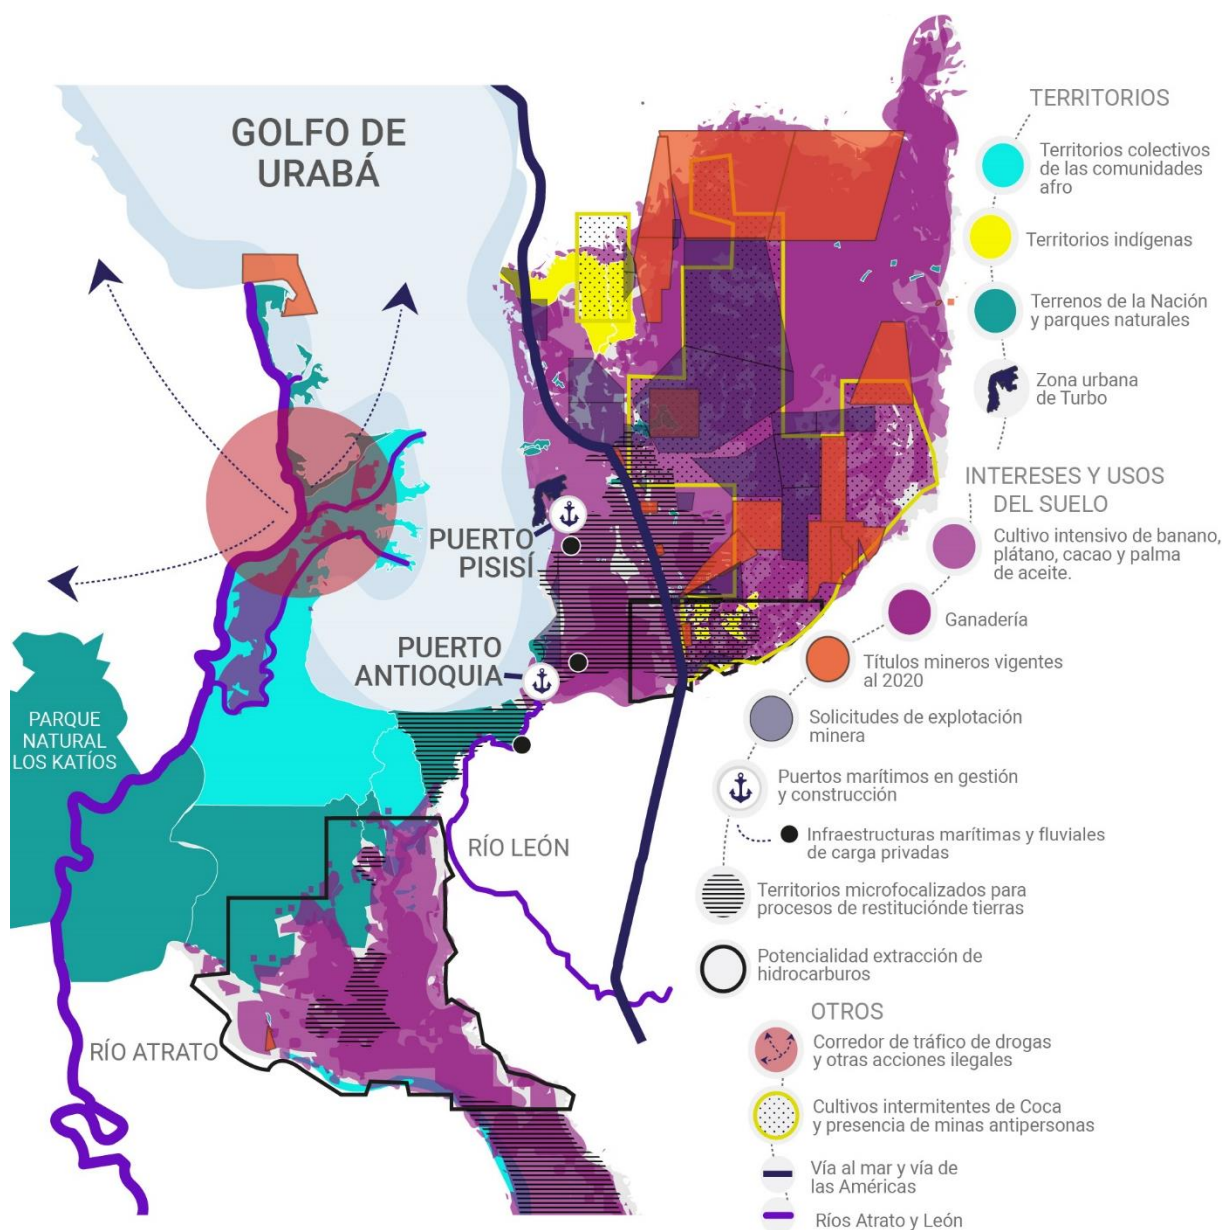 GOLFO DE
URABÁ
PUERTO
PISISÍ
PUERTO
ANTIOQUIA
PARQUE
NATURAL
LOS KATÍOS
RÍO LEÓN
RÍO ATRATO
TERRITORIOS
Territorios colectivos
de las comunidades
afro
Territorios indígenas
Terrenos de la Nación
y parques naturales
Zona urbana
de Turbo
INTERESES Y USOS
DEL SUELO
Cultivo intensivo de banano,
plátano, cacao y palma
de aceite.
Ganadería
Títulos mineros vigentes
al 2020
Solicitudes de explotación
minera
Puertos marítimos en gestión
y construcción
Infraestructuras marítimas y fluviales
de carga privadas
Territorios microfocalizados para
procesos de restituciónde tierras
Potencialidad extracción de
hidrocarburos
OTROS
Corredor de tráfico de drogas
y otras acciones ilegales
Cultivos intermitentes de Coca
y presencia de minas antipersonas
Vía al mar y vía de
las Américas
Ríos Atrato y León